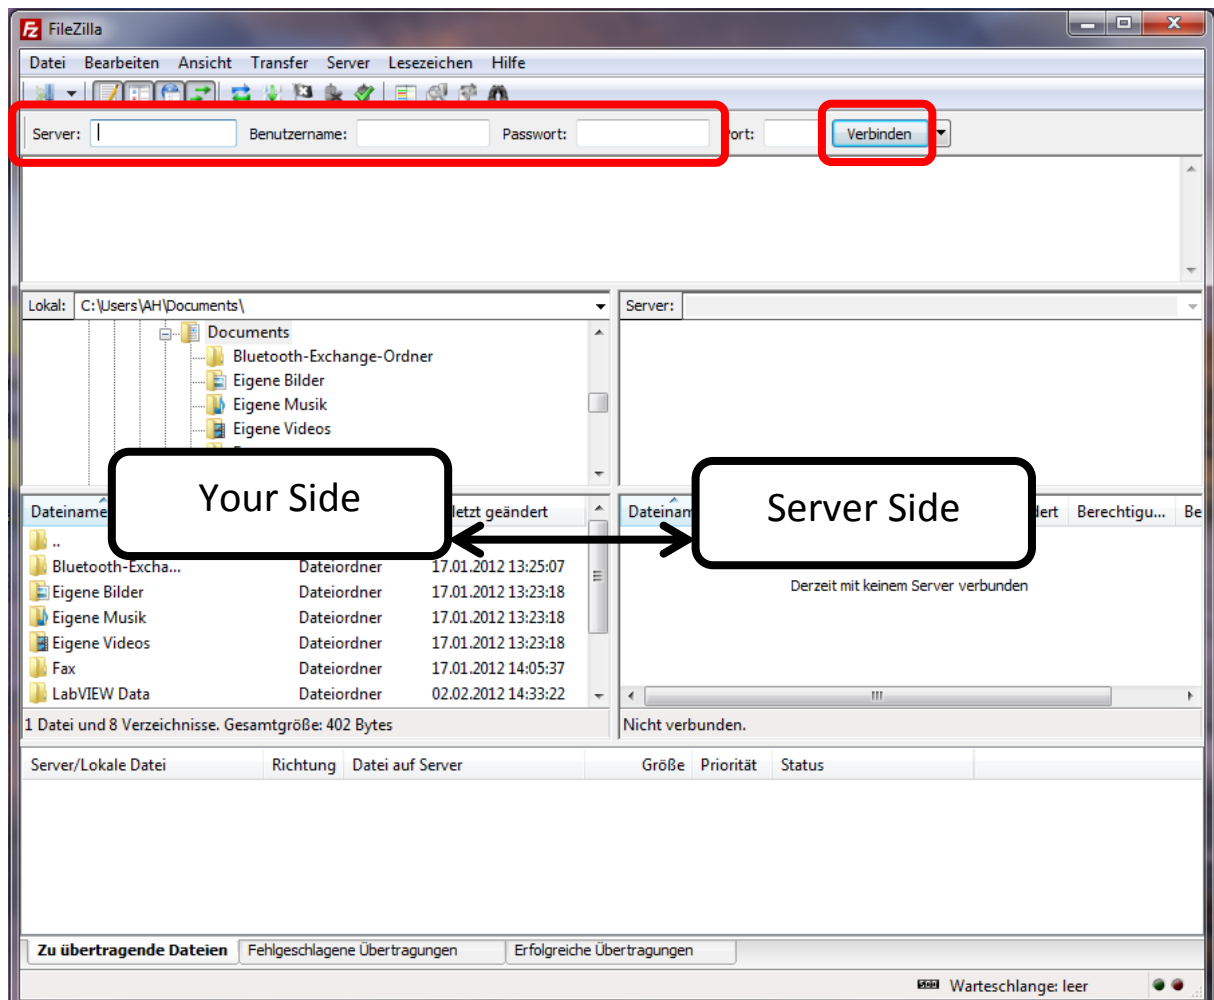 FileZilla
Datei Bearbeiten Ansicht Transfer Server Lesezeichen Hilfe
Server: Benutzername: Passwort: Port: Verbinden
Lokal: C:\Users\AH\Documents\
Server:
Documents
Bluetooth-Exchange-Ordner
Eigene Bilder
Eigene Musik
Eigene Videos
Your Side
Server Side
Dateiname letzt geändert
Berechtigu... Be
..
Bluetooth-Excha... Dateiordner 17.01.2012 13:25:07
Eigene Bilder Dateiordner 17.01.2012 13:23:18
Eigene Musik Dateiordner 17.01.2012 13:23:18
Eigene Videos Dateiordner 17.01.2012 13:23:18
Fax Dateiordner 17.01.2012 14:05:37
LabVIEW Data Dateiordner 02.02.2012 14:33:22
Derzeit mit keinem Server verbunden
1 Datei und 8 Verzeichnisse. Gesamtgröße: 402 Bytes
Nicht verbunden.
Server/Lokale Datei Richtung Datei auf Server Größe Priorität Status
Zu übertragende Dateien Fehlgeschlagene Übertragungen Erfolgreiche Übertragungen
Warteschlange: leer